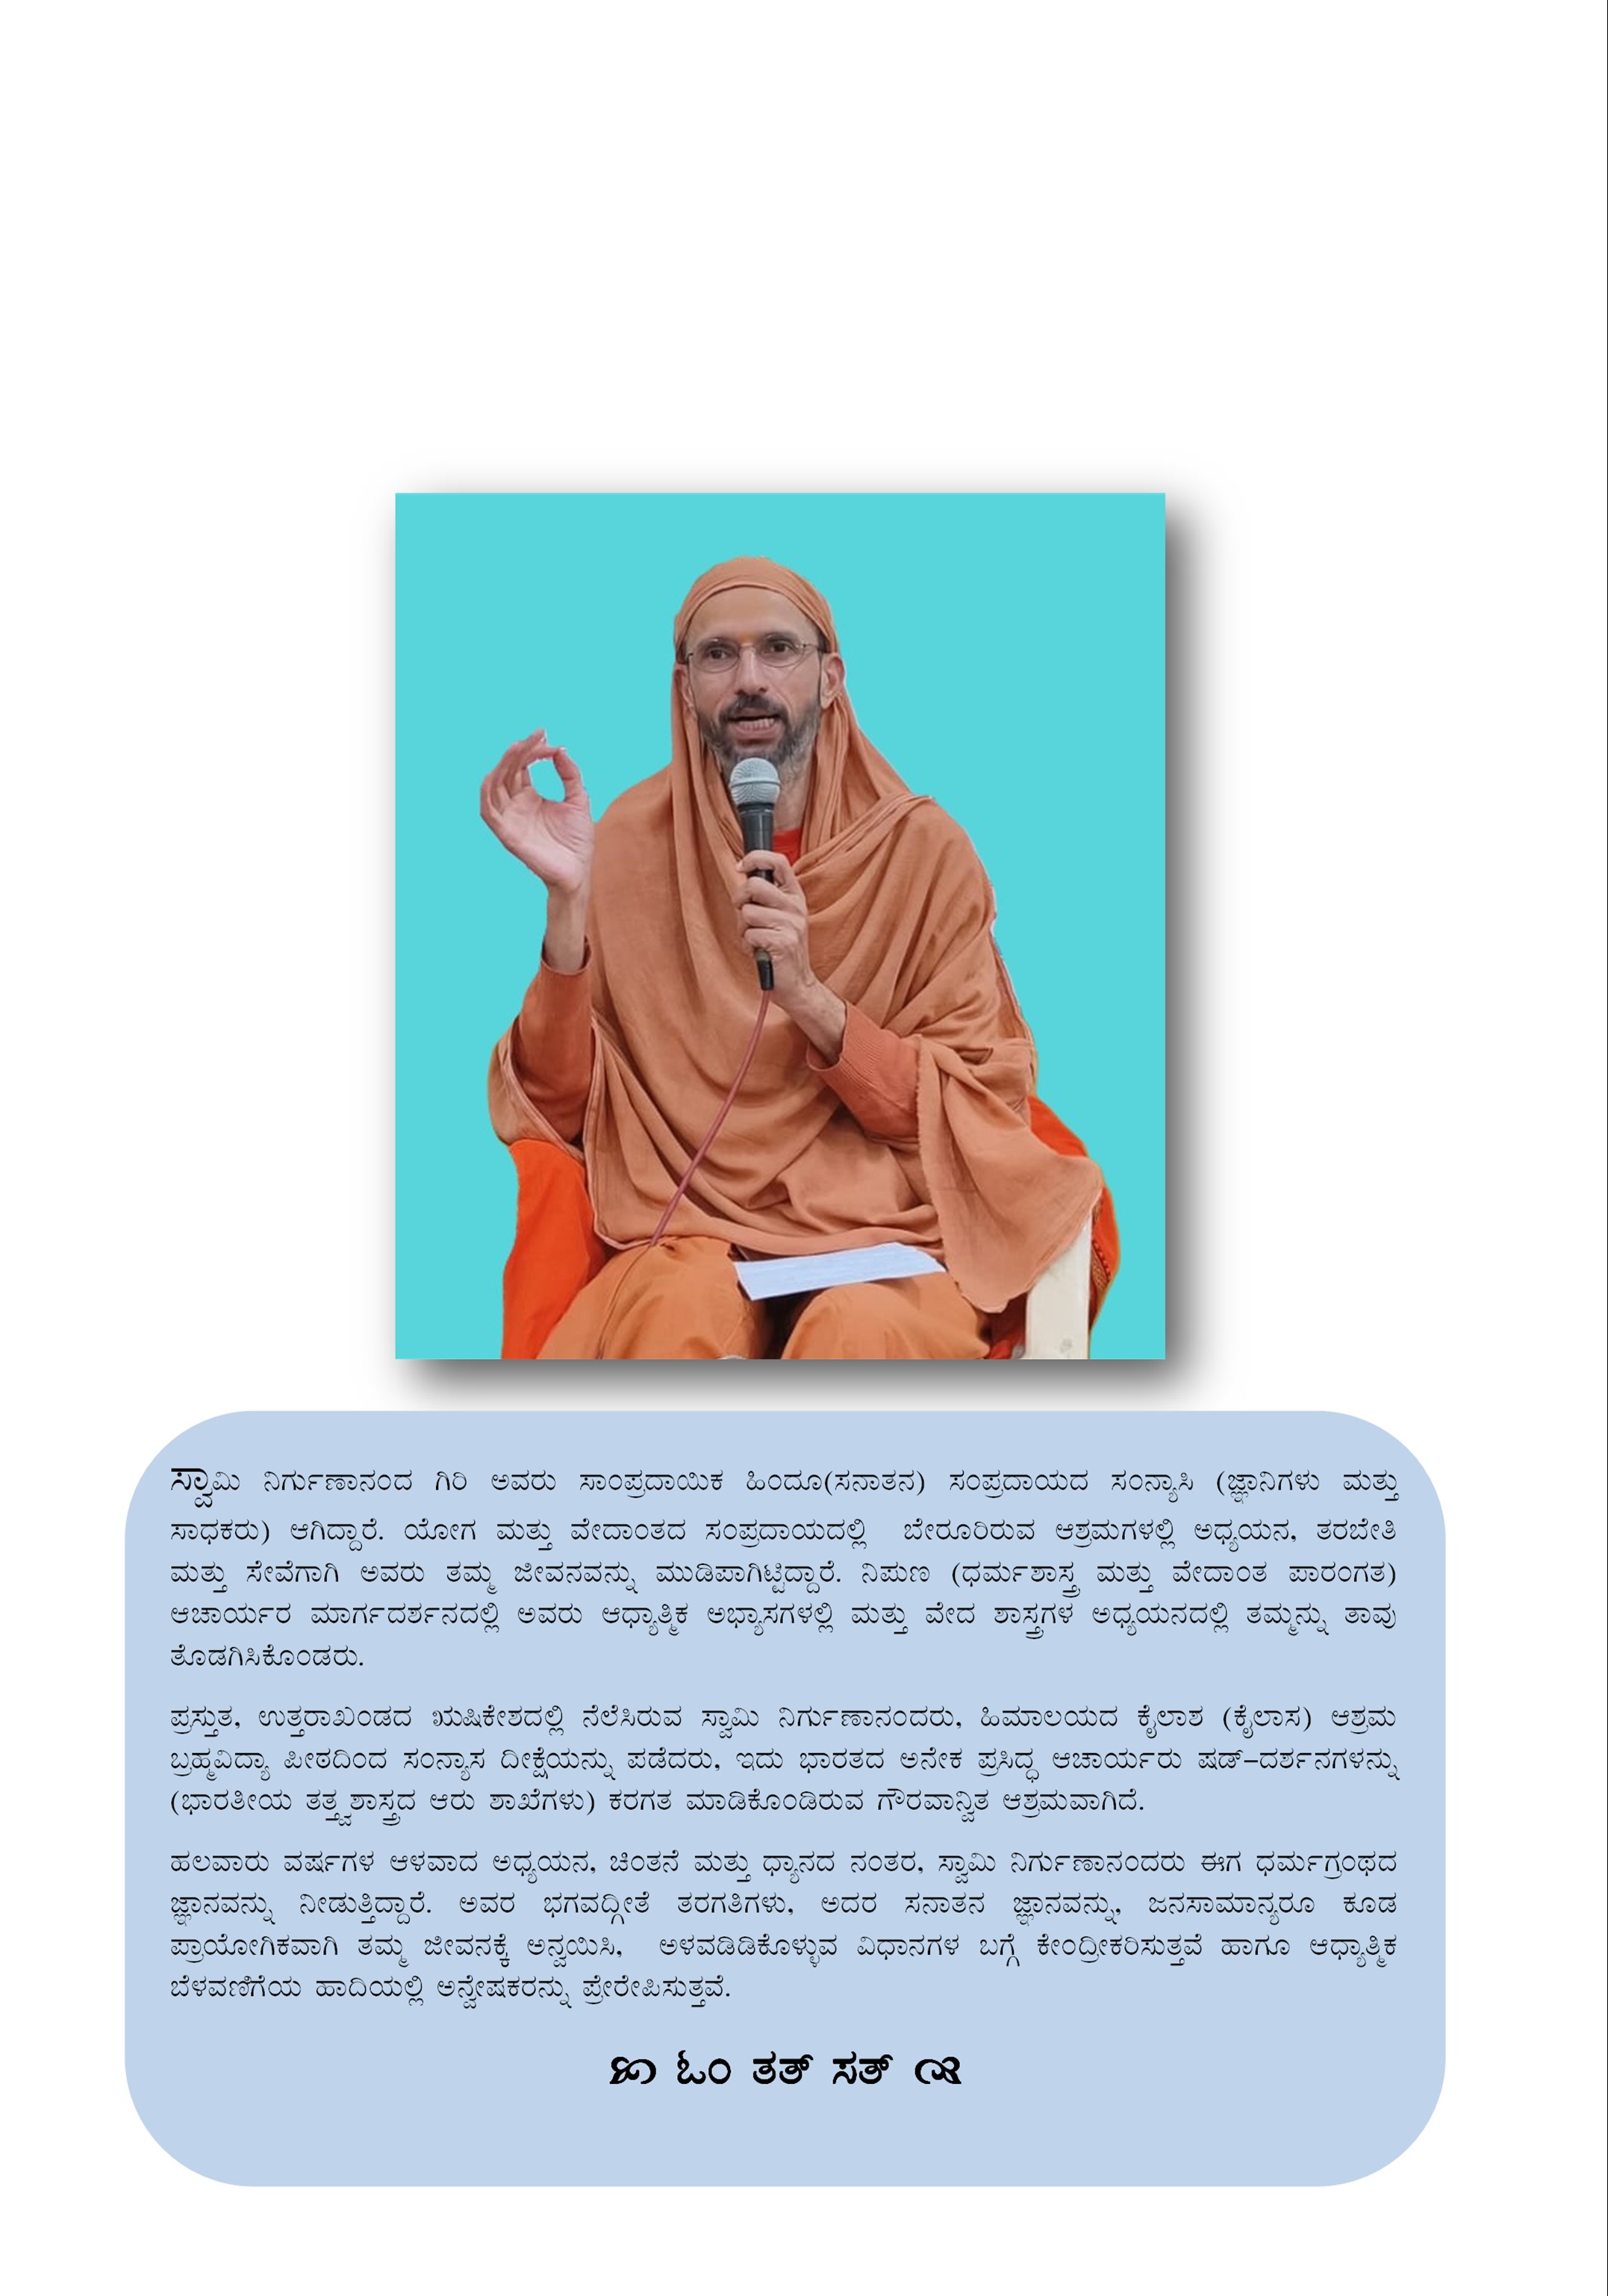 ಸ್ವಾಮಿ ನಿರ್ಗುಣಾನಂದ ಗಿರಿ ಅವರು ಸಾಂಪ್ರದಾಯಿಕ ಹಿಂದೂ(ಸನಾತನ) ಸಂಪ್ರದಾಯದ ಸಂನ್ಯಾಸಿ (ಜ್ಞಾನಿಗಳು ಮತ್ತು
ಸಾಧಕರು) ಆಗಿದ್ದಾರೆ. ಯೋಗ ಮತ್ತು ವೇದಾಂತದ ಸಂಪ್ರದಾಯದಲ್ಲಿ ಬೇರೂರಿರುವ ಆಶ್ರಮಗಳಲ್ಲಿ ಅಧ್ಯಯನ, ತರಬೇತಿ
ಮತ್ತು ಸೇವೆಗಾಗಿ ಅವರು ತಮ್ಮ ಜೀವನವನ್ನು ಮುಡಿಪಾಗಿಟ್ಟಿದ್ದಾರೆ. ನಿಪುಣ (ಧರ್ಮಶಾಸ್ತ್ರ ಮತ್ತು ವೇದಾಂತ ಪಾರಂಗತ)
ಆಚಾರ್ಯರ ಮಾರ್ಗದರ್ಶನದಲ್ಲಿ ಅವರು ಆಧ್ಯಾತ್ಮಿಕ ಅಭ್ಯಾಸಗಳಲ್ಲಿ ಮತ್ತು ವೇದ ಶಾಸ್ತ್ರಗಳ ಅಧ್ಯಯನದಲ್ಲಿ ತಮ್ಮನ್ನು ತಾವು
ತೊಡಗಿಸಿಕೊಂಡರು.
ಪ್ರಸ್ತುತ, ಉತ್ತರಾಖಂಡದ ಋಷಿಕೇಶದಲ್ಲಿ ನೆಲೆಸಿರುವ ಸ್ವಾಮಿ ನಿರ್ಗುಣಾನಂದರು, ಹಿಮಾಲಯದ ಕೈಲಾಶ (ಕೈಲಾಸ) ಆಶ್ರಮ
ಬ್ರಹ್ಮವಿದ್ಯಾ ಪೀಠದಿಂದ ಸಂನ್ಯಾಸ ದೀಕ್ಷೆಯನ್ನು ಪಡೆದರು, ಇದು ಭಾರತದ ಅನೇಕ ಪ್ರಸಿದ್ಧ ಆಚಾರ್ಯರು ಷಡ್-ದರ್ಶನಗಳನ್ನು
(ಭಾರತೀಯ ತತ್ತ್ವಶಾಸ್ತ್ರದ ಆರು ಶಾಖೆಗಳು) ಕರಗತ ಮಾಡಿಕೊಂಡಿರುವ ಗೌರವಾನ್ವಿತ ಆಶ್ರಮವಾಗಿದೆ.
ಹಲವಾರು ವರ್ಷಗಳ ಆಳವಾದ ಅಧ್ಯಯನ, ಚಿಂತನೆ ಮತ್ತು ಧ್ಯಾನದ ನಂತರ, ಸ್ವಾಮಿ ನಿರ್ಗುಣಾನಂದರು ಈಗ ಧರ್ಮಗ್ರಂಥದ
ಜ್ಞಾನವನ್ನು ನೀಡುತ್ತಿದ್ದಾರೆ. ಅವರ ಭಗವದ್ಗೀತೆ ತರಗತಿಗಳು, ಅದರ ಸನಾತನ ಜ್ಞಾನವನ್ನು, ಜನಸಾಮಾನ್ಯರೂ ಕೂಡ
ಪ್ರಾಯೋಗಿಕವಾಗಿ ತಮ್ಮ ಜೀವನಕ್ಕೆ ಅನ್ವಯಿಸಿ, ಅಳವಡಿಡಿಕೊಳ್ಳುವ ವಿಧಾನಗಳ ಬಗ್ಗೆ ಕೇಂದ್ರೀಕರಿಸುತ್ತವೆ ಹಾಗೂ ಆಧ್ಯಾತ್ಮಿಕ
ಬೆಳವಣಿಗೆಯ ಹಾದಿಯಲ್ಲಿ ಅನ್ವೇಷಕರನ್ನು ಪ್ರೇರೇಪಿಸುತ್ತವೆ.
ಓಂ ತತ್ ಸತ್